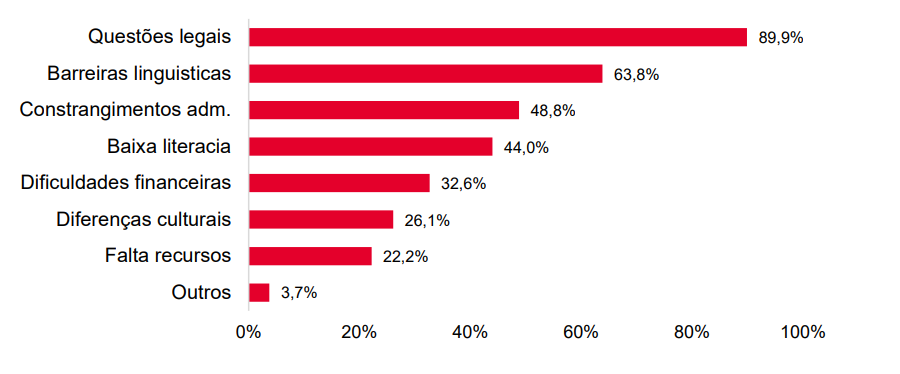 Questões legais 89,9%
Barreiras linguisticas 63,8%
Constrangimentos adm. 48,8%
Baixa literacia 44,0%
Dificuldades financeiras 32,6%
Diferenças culturais 26,1%
Falta recursos 22,2%
Outros 3,7%
0% 20% 40% 60% 80% 100%